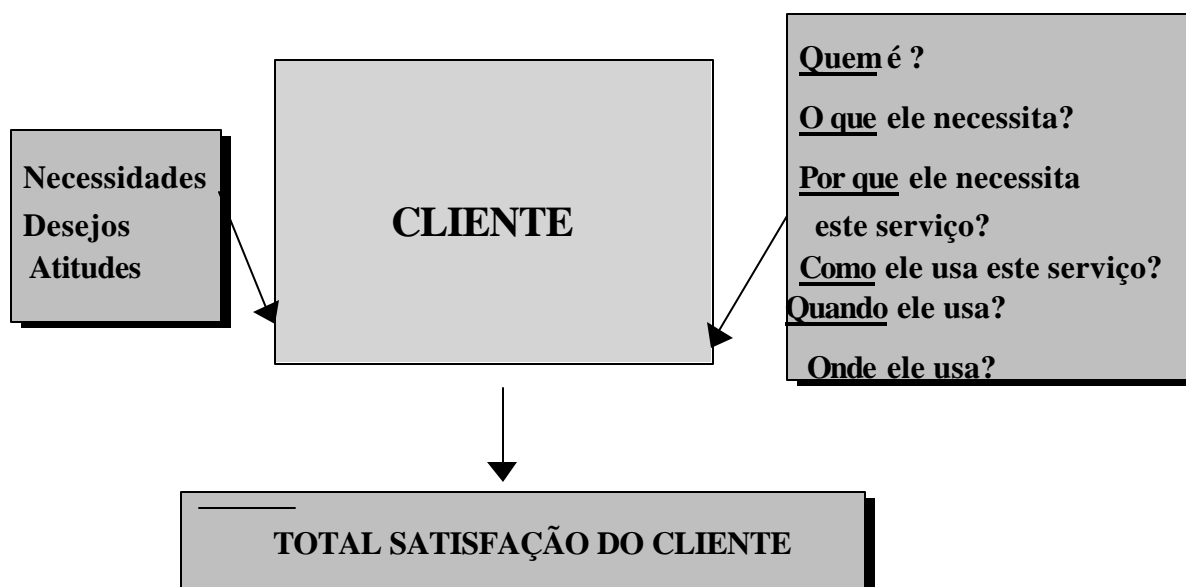 Necessidades
Desejos
Atitudes
CLIENTE
Quem é ?
O que ele necessita?
Por que ele necessita
este serviço?
Como ele usa este serviço?
Quando ele usa?
Onde ele usa?
TOTAL SATISFAÇÃO DO CLIENTE